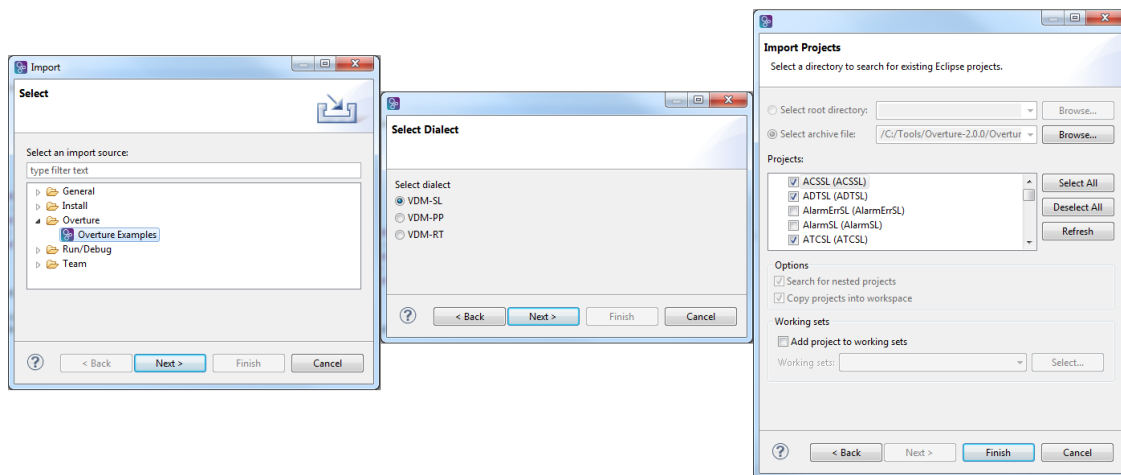 Import
Select
Select an import source:
type filter text
General
Install
Overture
Overture Examples
Run/Debug
Team
?
< Back
Next >
Finish
Cancel
Select Dialect
Select dialect
VDM-SL
VDM-PP
VDM-RT
?
< Back
Next >
Finish
Cancel
Import Projects
Select a directory to search for existing Eclipse projects.
Select root directory:
Browse...
Select archive file:
/C:/Tools/Overture-2.0.0/Overtur
Browse...
Projects:
ACSSL (ACSSL)
ADTSL (ADTSL)
AlarmErrSL (AlarmErrSL)
AlarmSL (AlarmSL)
ATCSL (ATCSL)
Select All
Deselect All
Refresh
Options
Search for nested projects
Copy projects into workspace
Working sets
Add project to working sets
Working sets:
Select...
?
< Back
Next >
Finish
Cancel